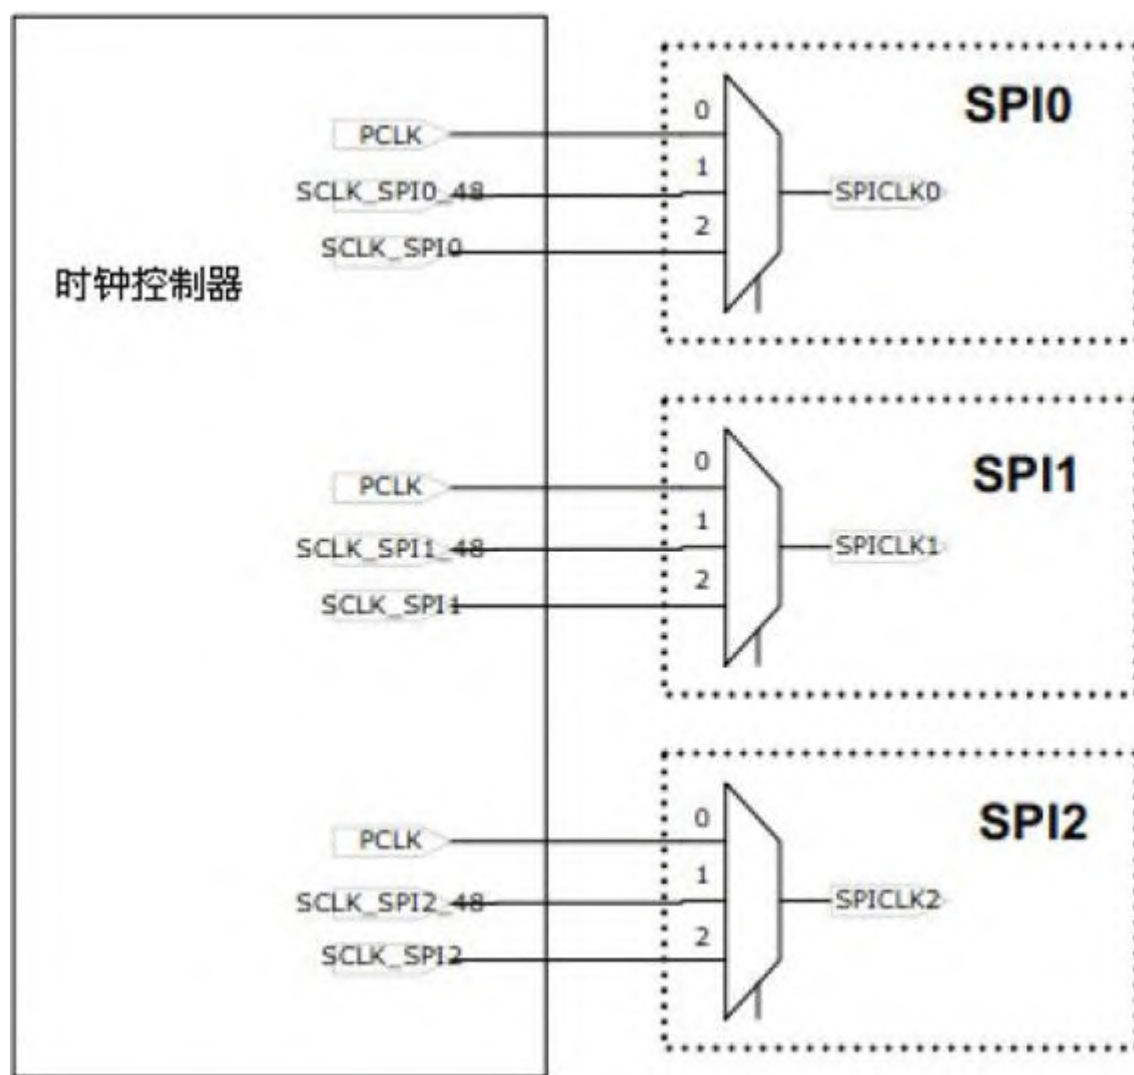 SPI0
0
PCLK
1
SCLK_SPI0_48
SPICLK0
2
SCLK_SPI0
时钟控制器
SPI1
0
PCLK
1
SCLK_SPI1_48
SPICLK1
2
SCLK_SPI1
SPI2
0
PCLK
1
SCLK_SPI2_48
SPICLK2
2
SCLK_SPI2